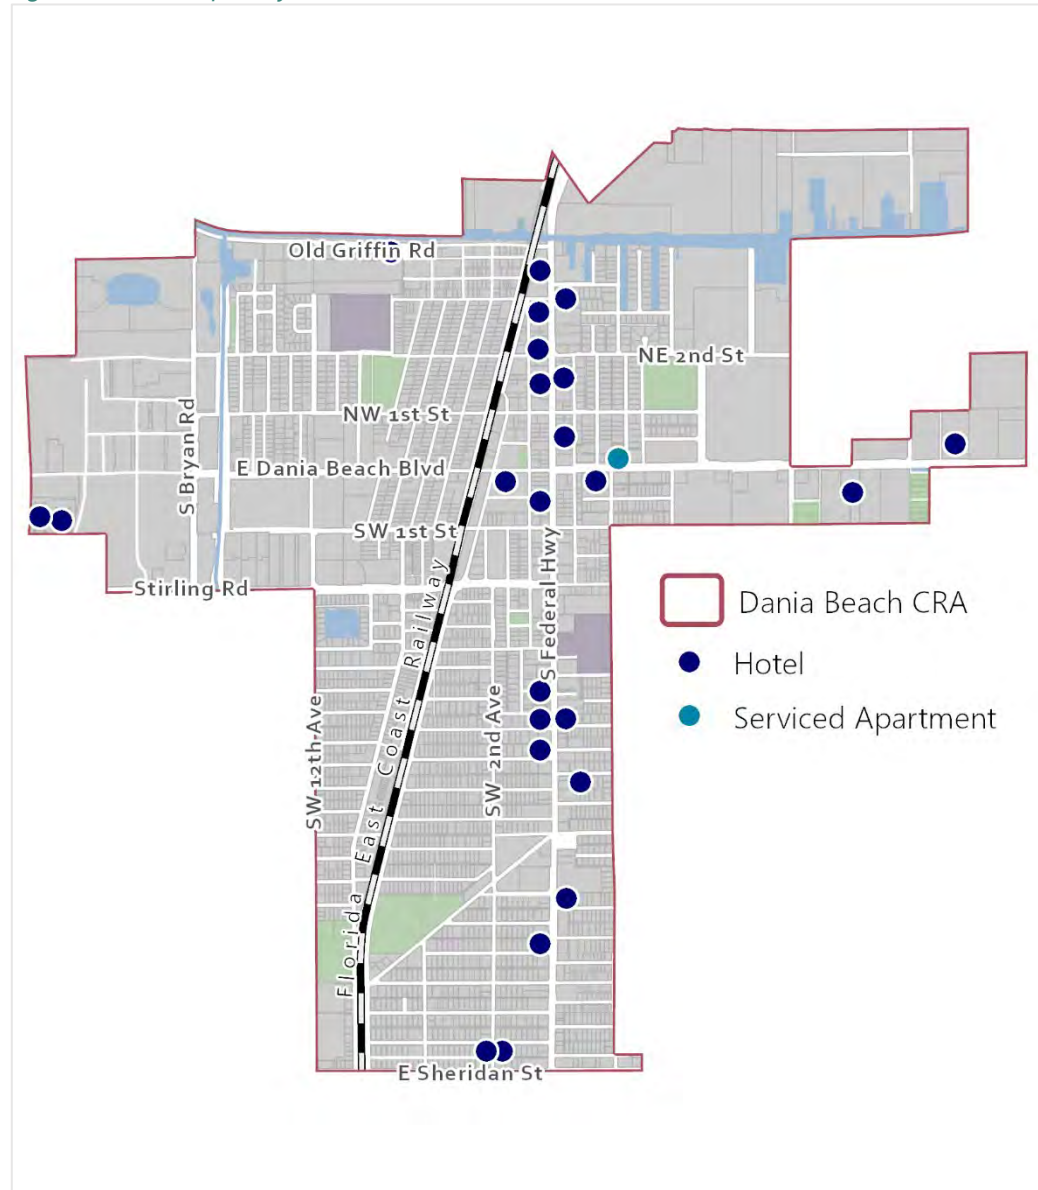 Old Griffin Rd
NE 2nd St
NW 1st St
S Bryan Rd
E Dania Beach Blvd
SW 1st St
Stirling Rd
S Federal Hwy
Florida East Coast Railway
SW 12th Ave
SW 2nd Ave
E Sheridan St
Dania Beach CRA
Hotel
Serviced Apartment